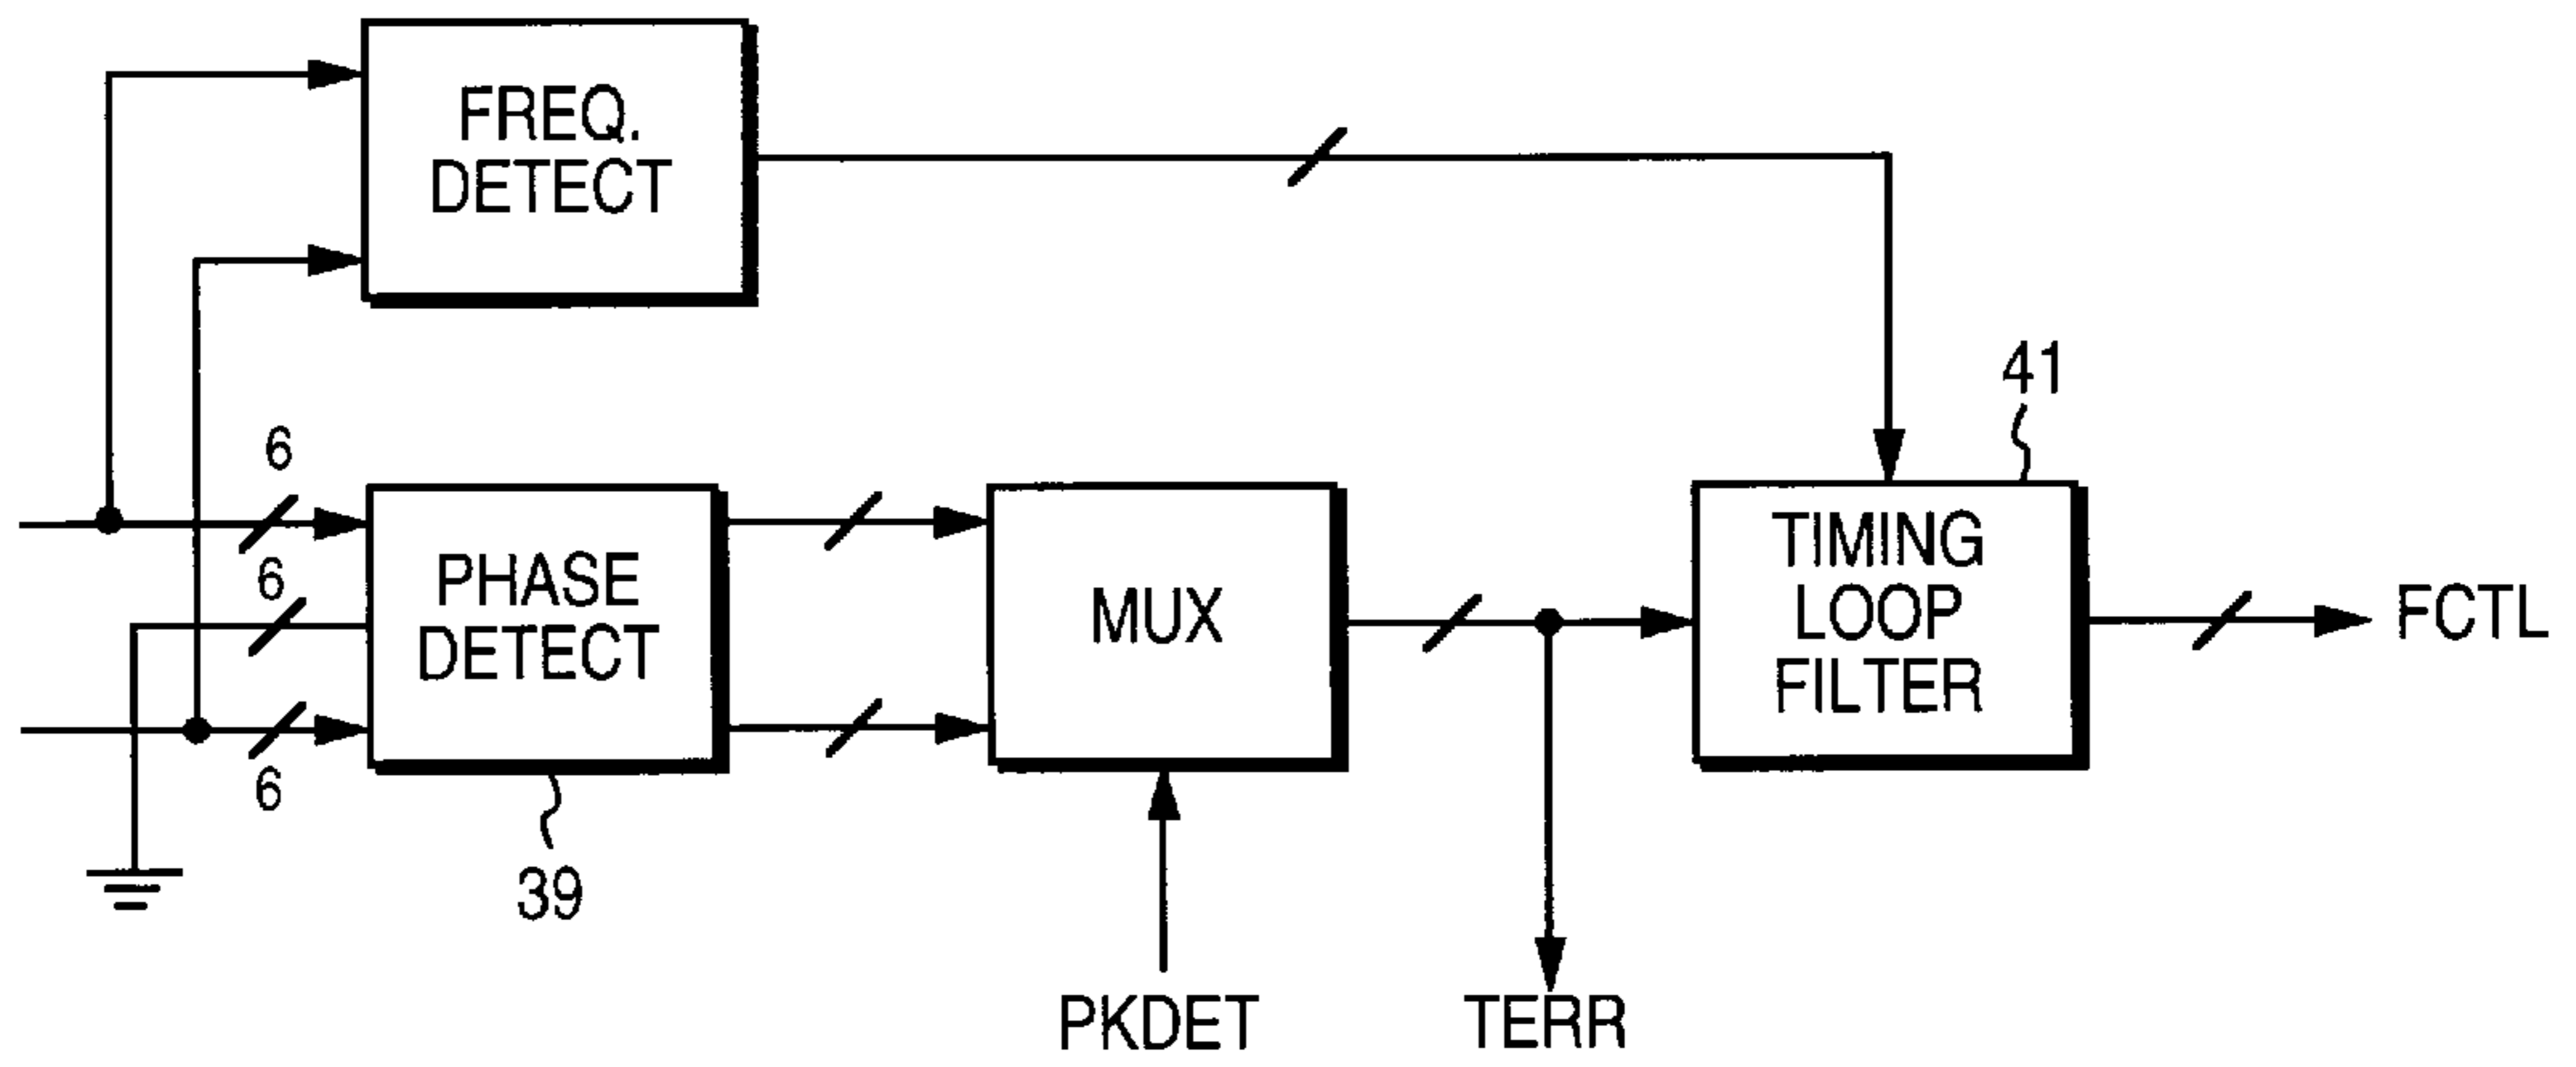 FREQ.
DETECT
41
6
6
PHASE
DETECT
6
39
MUX
TIMING
LOOP
FILTER
FCTL
PKDET
TERR